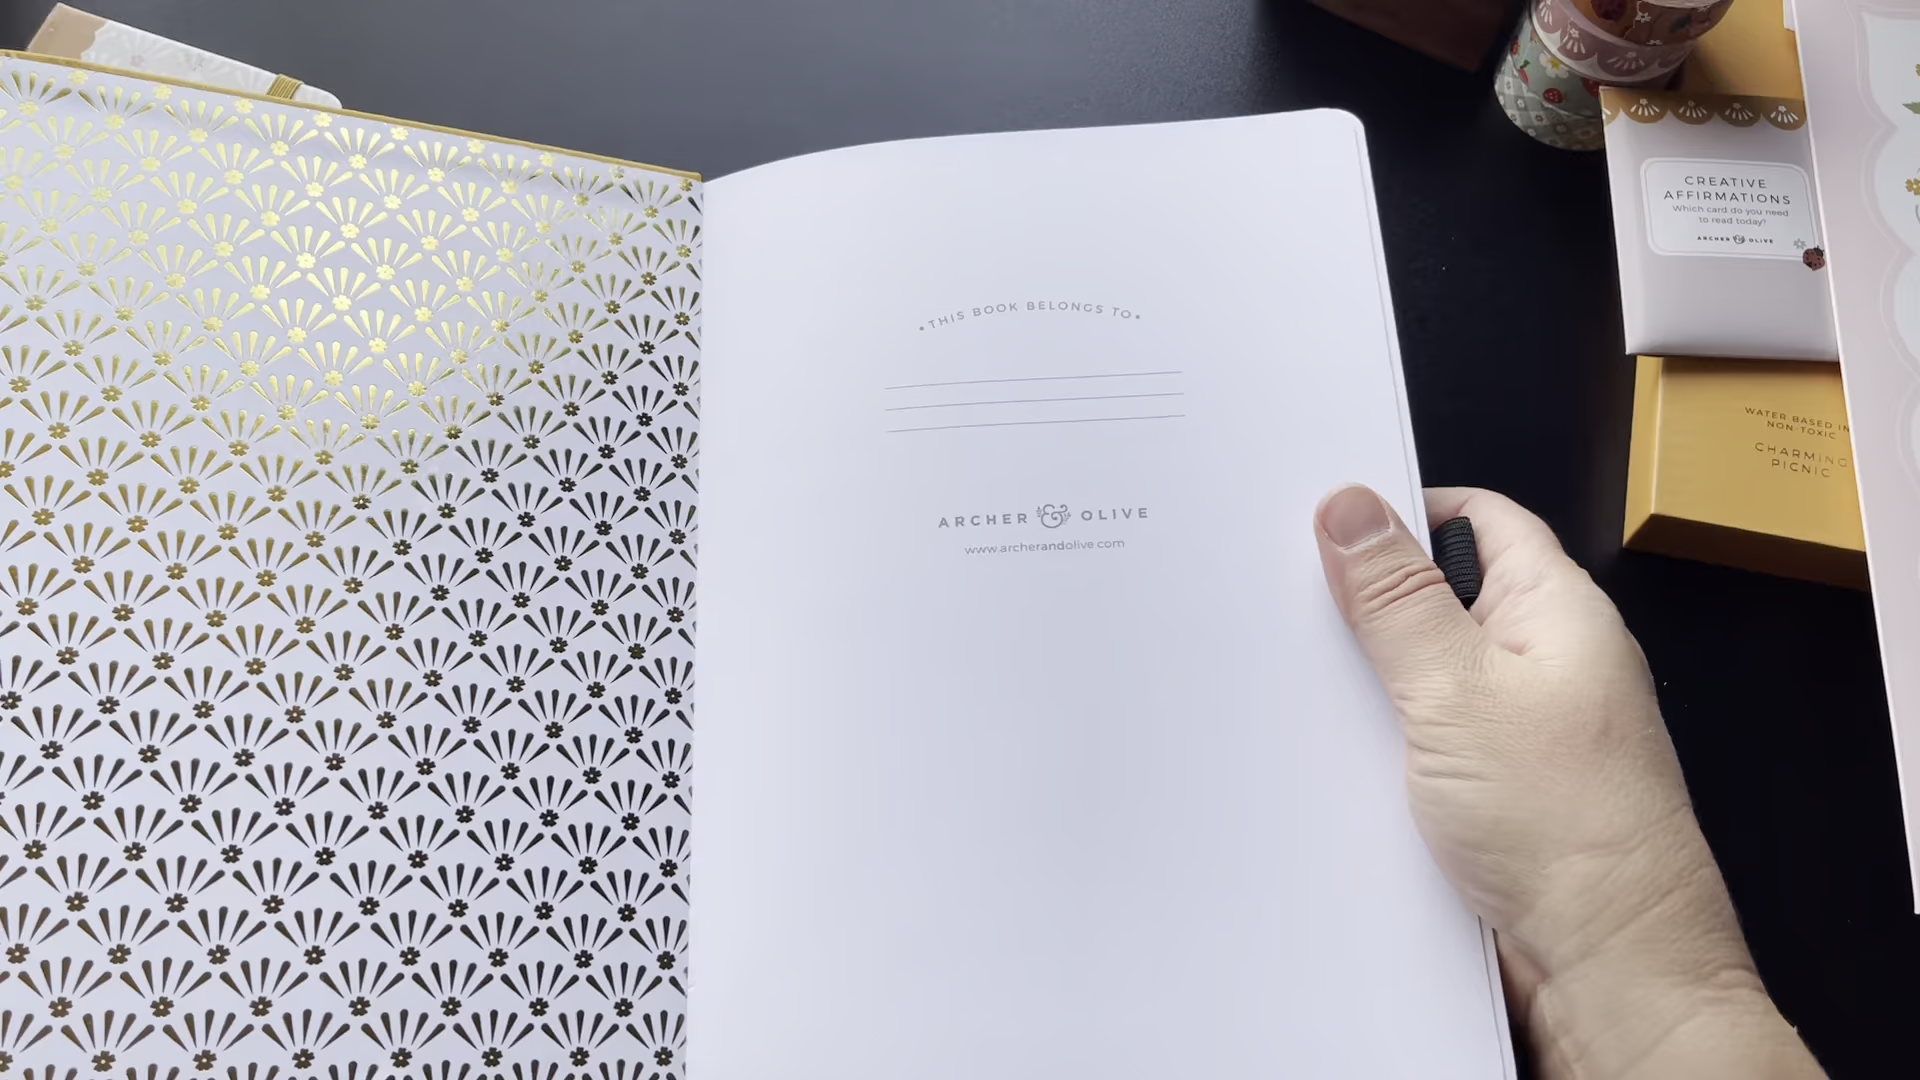 THIS BOOK BELONGS TO
ARCHER & OLIVE
www.archerandolive.com
CREATIVE
AFFIRMATIONS
Which card do you need
to read today?
ARCHER & OLIVE
WATER BASED IN
NON-TOXIC
CHARMING
PICNIC